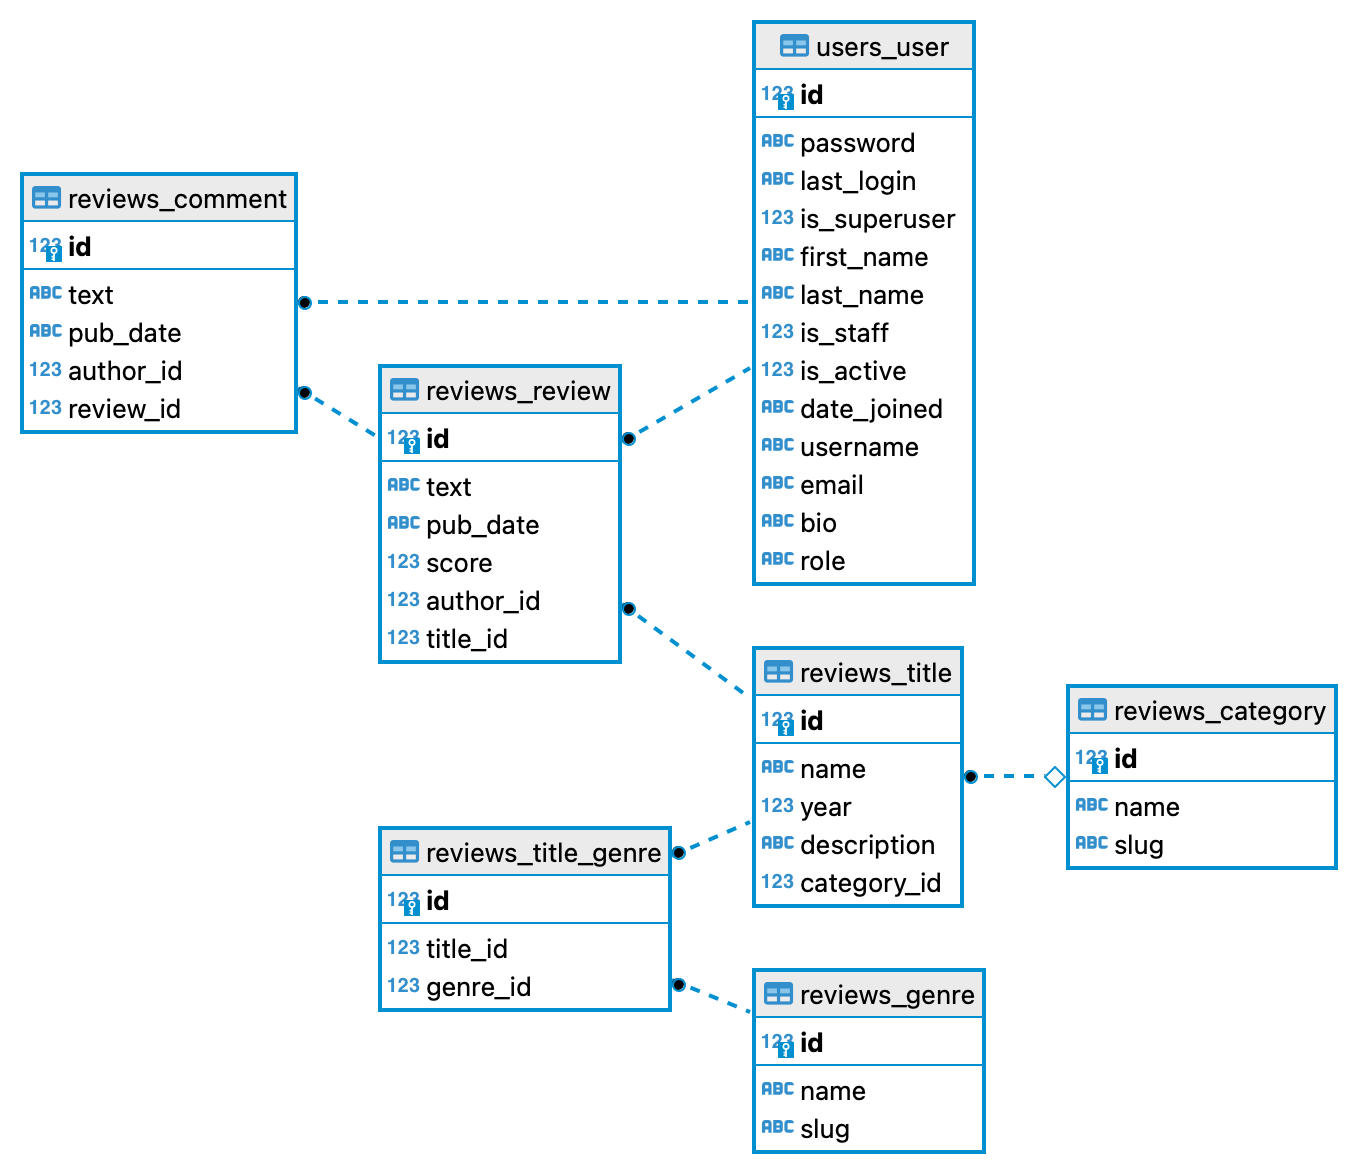 users_user
123 id
ABC password
ABC last_login
123 is_superuser
ABC first_name
ABC last_name
123 is_staff
123 is_active
ABC date_joined
ABC username
ABC email
ABC bio
ABC role
reviews_comment
123 id
ABC text
ABC pub_date
123 author_id
123 review_id
reviews_review
123 id
ABC text
ABC pub_date
123 score
123 author_id
123 title_id
reviews_title
123 id
ABC name
123 year
ABC description
123 category_id
reviews_category
123 id
ABC name
ABC slug
reviews_title_genre
123 id
123 title_id
123 genre_id
reviews_genre
123 id
ABC name
ABC slug